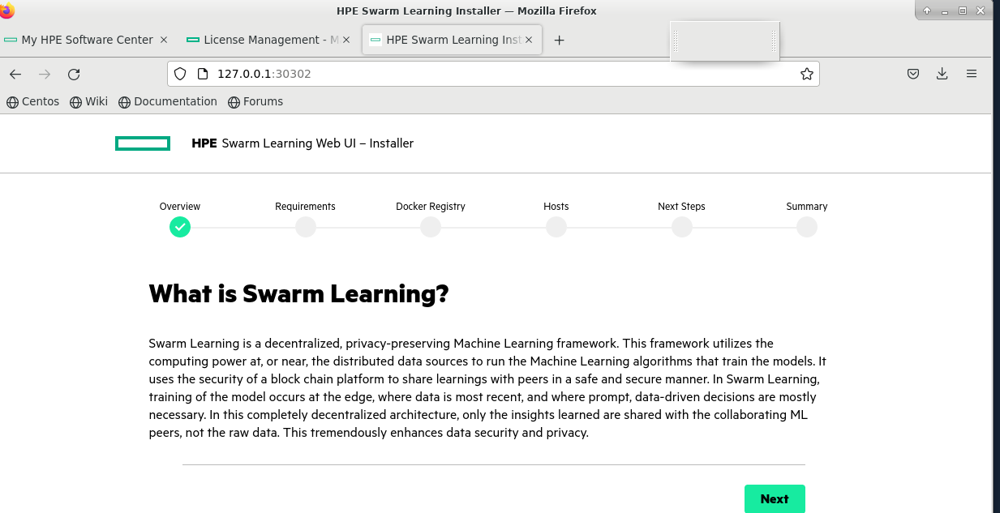 HPE Swarm Learning Installer — Mozilla Firefox
My HPE Software Center
License Management - M
HPE Swarm Learning Inst
127.0.0.1:30302
Centos
Wiki
Documentation
Forums
HPE Swarm Learning Web UI – Installer
Overview
Requirements
Docker Registry
Hosts
Next Steps
Summary
What is Swarm Learning?
Swarm Learning is a decentralized, privacy-preserving Machine Learning framework. This framework utilizes the
computing power at, or near, the distributed data sources to run the Machine Learning algorithms that train the models. It
uses the security of a block chain platform to share learnings with peers in a safe and secure manner. In Swarm Learning,
training of the model occurs at the edge, where data is most recent, and where prompt, data-driven decisions are mostly
necessary. In this completely decentralized architecture, only the insights learned are shared with the collaborating ML
peers, not the raw data. This tremendously enhances data security and privacy.
Next